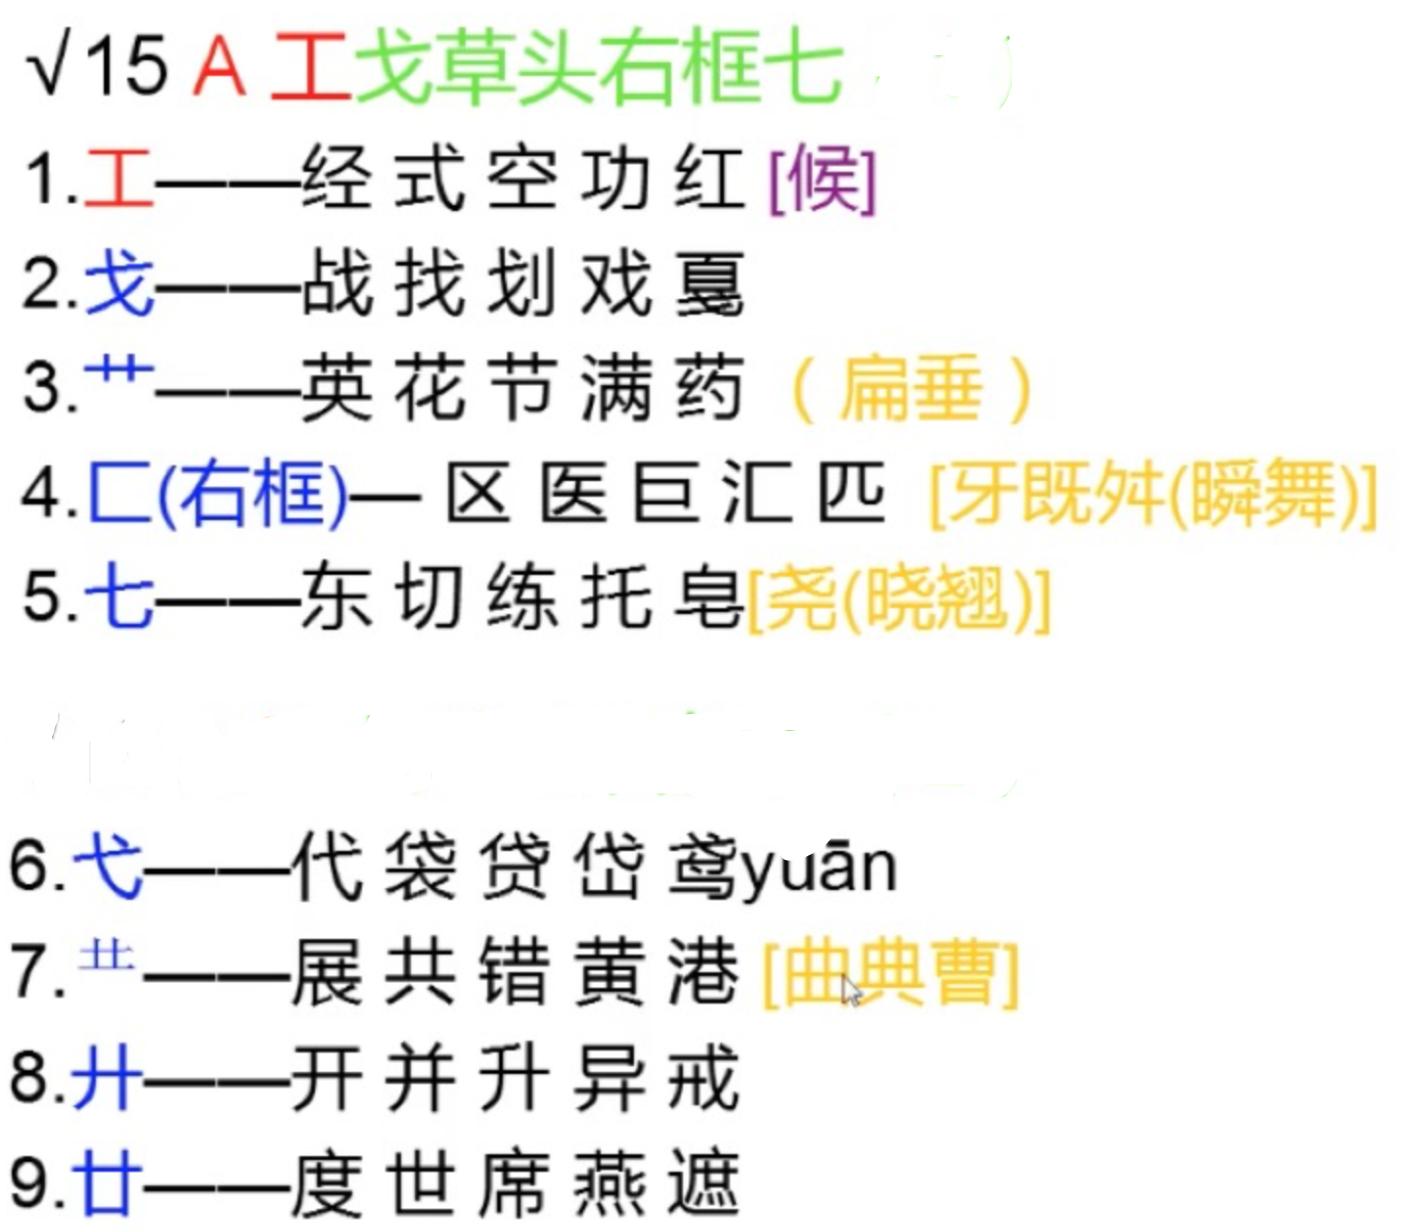 √15 A 工戈草头右框七
1.工——经 式 空 功 红 [候]
2.戈——战 找 划 戏 戛
3.艹——英 花 节 满 药 （扁垂）
4.匚(右框)— 区 医 巨 汇 匹 [牙既舛(瞬舞)]
5.七——东 切 练 托 皂[尧(晓翘)]
6.弋——代 袋 贷 岱 鸢yuān
7.龷——展 共 错 黄 港 [曲典曹]
8.廾——开 并 升 异 戒
9.廿——度 世 席 燕 遮